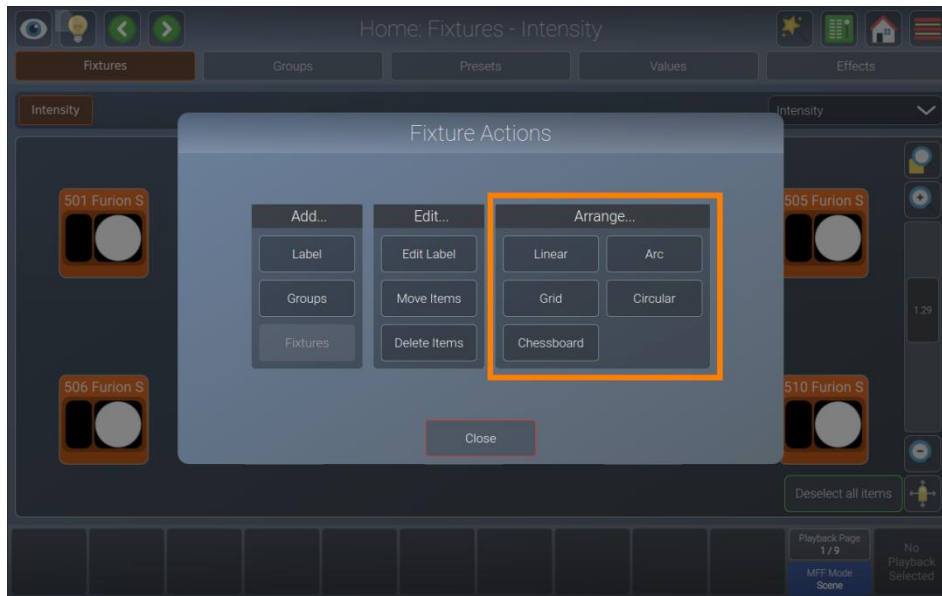 Home: Fixtures - Intensity
Fixtures
Groups
Presets
Values
Effects
Intensity
Intensity
Fixture Actions
501 Furion S
505 Furion S
Add...
Edit...
Arrange...
Label
Edit Label
Linear
Arc
Groups
Move Items
Grid
Circular
1.29
Fixtures
Delete Items
Chessboard
506 Furion S
510 Furion S
Close
Deselect all items
Playback Page
1 / 9
MFF Mode
Scene
No
Playback
Selected